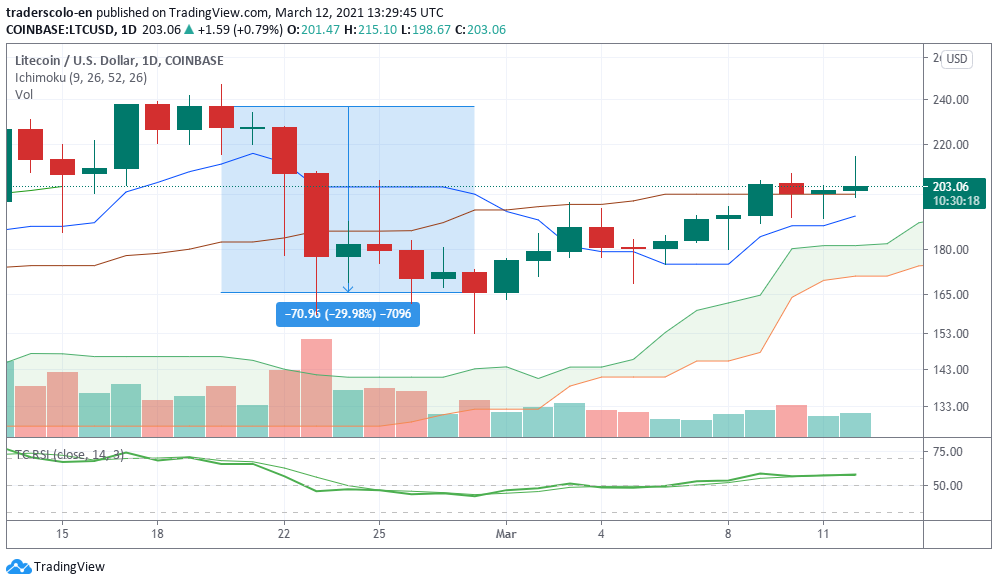 traderscolo-en published on TradingView.com, March 12, 2021 13:29:45 UTC
COINBASE:LTCUSD, 1D 203.06 ▲ +1.59 (+0.79%) O:201.47 H:215.10 L:198.67 C:203.06
Litecoin / U.S. Dollar, 1D, COINBASE
USD
Ichimoku (9, 26, 52, 26)
Vol
240.00
220.00
203.06
10:30:18
180.00
165.00
−70.96 (−29.98%) −7096
153.00
143.00
133.00
TC RSI (close, 14, 3)
75.00
50.00
15 18 22 25 Mar 4 8 11
TradingView